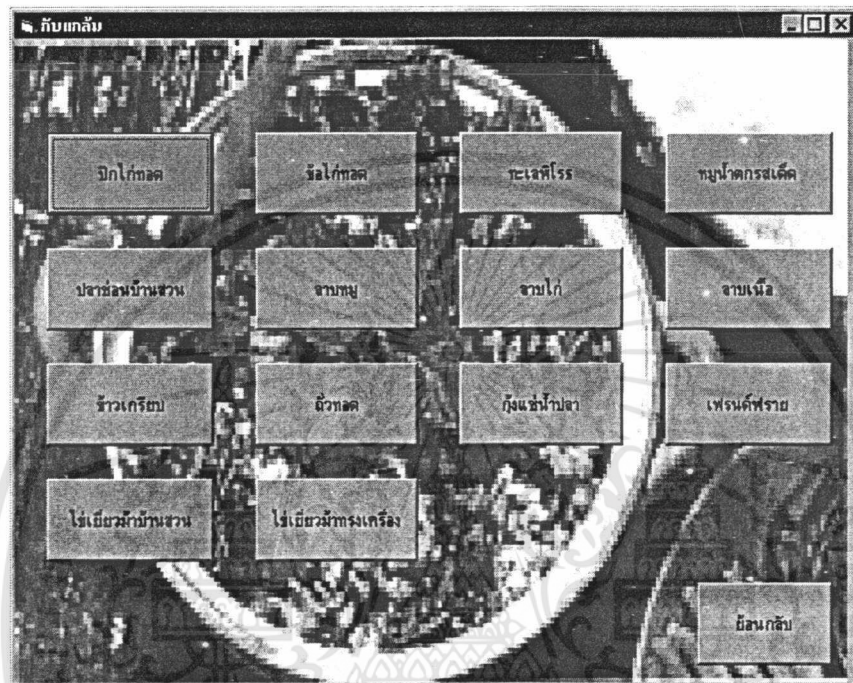 กับแกล้ม
ปีกไก่ทอด
ข้อไก่ทอด
ทะเลพิโรธ
หมูน้ำตกรสเด็ด
ปลาช่อนบ้านสวน
ลาบหมู
ลาบไก่
ลาบเนื้อ
ข้าวเกรียบ
ถั่วทอด
กุ้งแช่น้ำปลา
เฟรนด์ฟราย
ไข่เยี่ยวม้าบ้านสวน
ไข่เยี่ยวม้าทรงเครื่อง
ย้อนกลับ